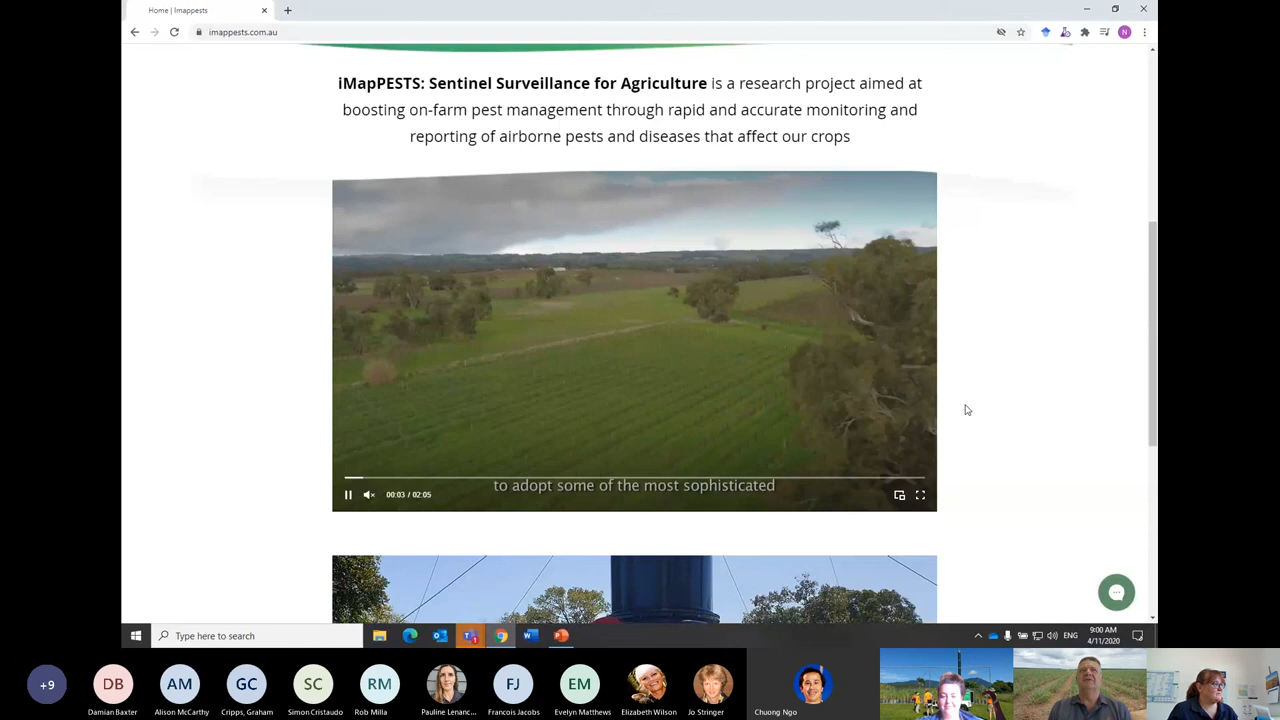 Home | Imappests
imappests.com.au
N
iMapPESTS: Sentinel Surveillance for Agriculture is a research project aimed at
boosting on-farm pest management through rapid and accurate monitoring and
reporting of airborne pests and diseases that affect our crops
to adopt some of the most sophisticated
00:03 / 02:05
Type here to search
ENG
9:00 AM
4/11/2020
+9
DB
AM
GC
SC
RM
FJ
EM
Damian Baxter
Alison McCarthy
Cripps, Graham
Simon Cristaudo
Rob Milla
Pauline Lenanc...
Francois Jacobs
Evelyn Matthews
Elizabeth Wilson
Jo Stringer
Chuong Ngo